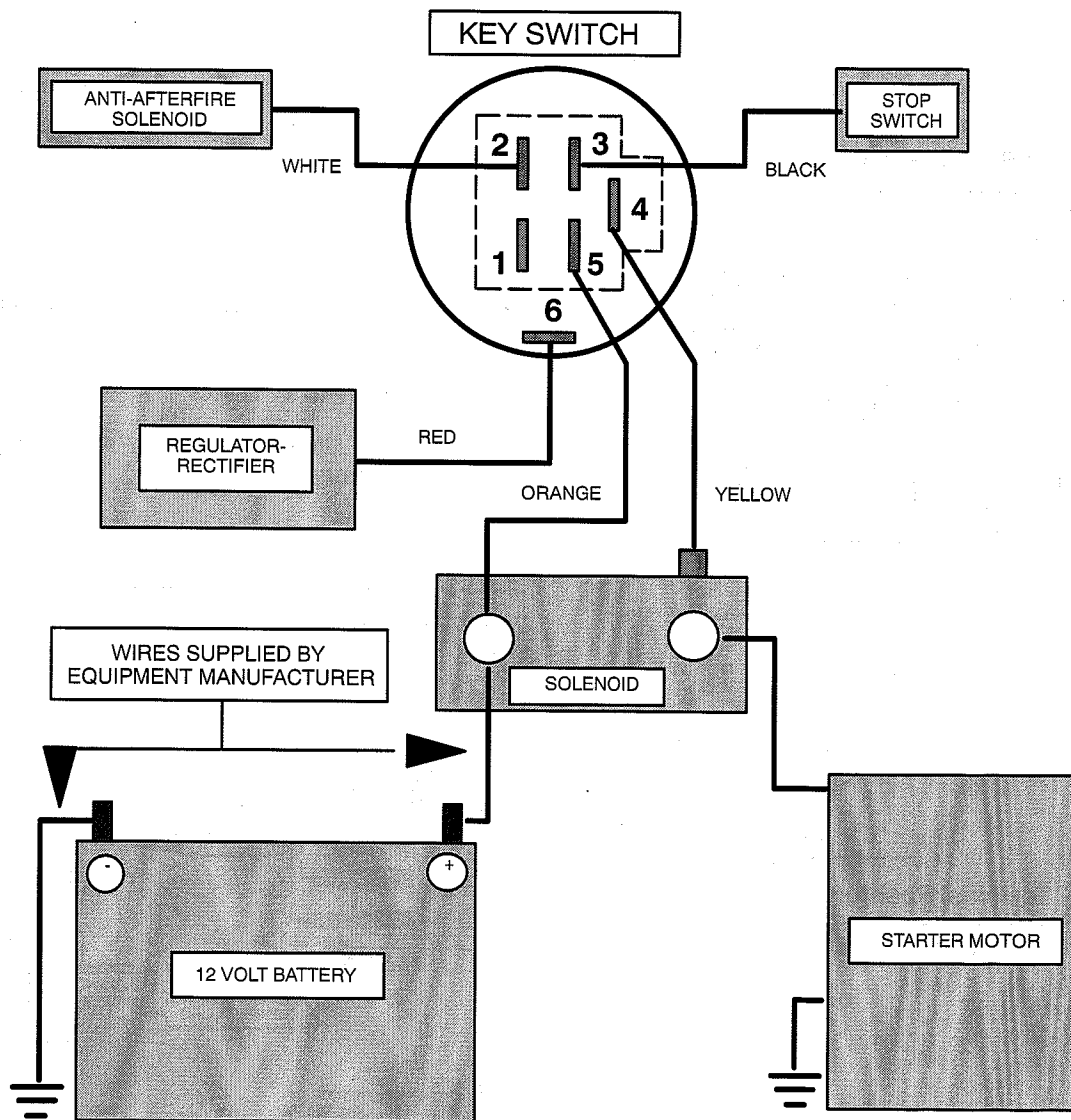 KEY SWITCH
ANTI-AFTERFIRE
SOLENOID
STOP
SWITCH
2
3
WHITE
BLACK
4
1
5
6
REGULATOR-
RECTIFIER
RED
ORANGE
YELLOW
WIRES SUPPLIED BY
EQUIPMENT MANUFACTURER
SOLENOID
-
+
STARTER MOTOR
12 VOLT BATTERY